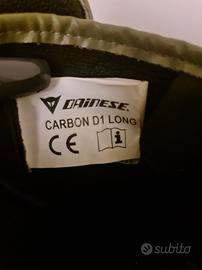 DAINESE®
CARBON D1 LONG
CE i
subito